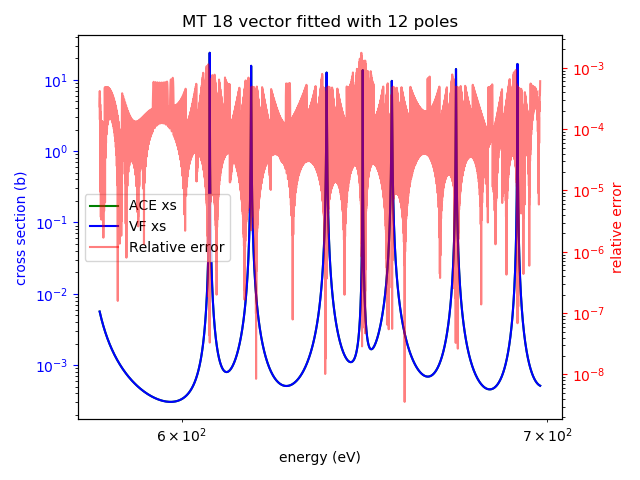 MT 18 vector fitted with 12 poles
cross section (b)
10¹
10⁰
10⁻¹
10⁻²
10⁻³
ACE xs
VF xs
Relative error
10⁻³
10⁻⁴
10⁻⁵
10⁻⁶
10⁻⁷
10⁻⁸
relative error
6 × 10²
7 × 10²
energy (eV)